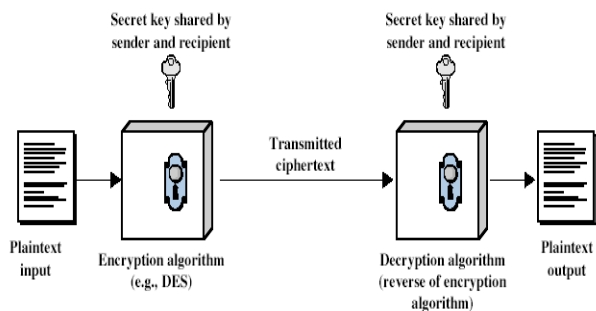 Secret key shared by
sender and recipient
Secret key shared by
sender and recipient
Transmitted
ciphertext
Plaintext
input
Encryption algorithm
(e.g., DES)
Decryption algorithm
(reverse of encryption
algorithm)
Plaintext
output